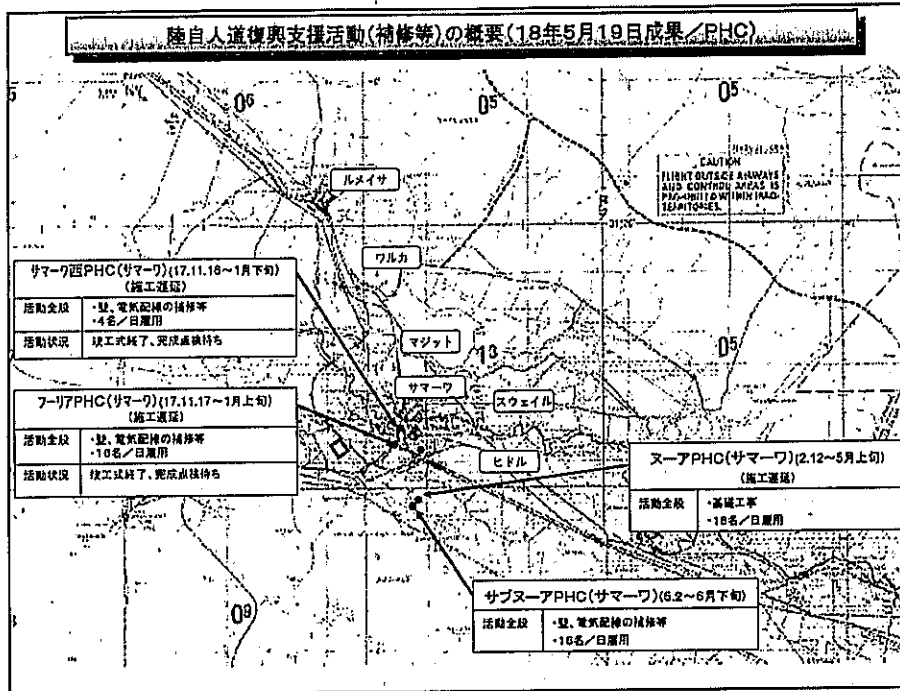 陸自人道復興支援活動(補修等)の概要(18年5月19日成果/PHC)
06
05
05
CAUTION
FLIGHT OUTSIDE AIRWAYS
AND CONTROL AREAS IS
PROHIBITED WITHIN IRAQ
TERRITORIES.
ルメイサ
ワルカ
サマーワ西PHC(サマーワ)(17.11.16~1月下旬)
(施工遅延)
活動全般
・壁、電気配線の補修等
・4名/日雇用
活動状況
竣工式終了、完成点検待ち
マジット
13
05
サマーワ
スウェイル
フーリアPHC(サマーワ)(17.11.17~1月上旬)
(施工遅延)
活動全般
・壁、電気配線の補修等
・10名/日雇用
活動状況
竣工式終了、完成点検待ち
ヒドル
ヌーアPHC(サマーワ)(2.12~5月上旬)
(施工遅延)
活動全般
・基礎工事
・18名/日雇用
サブヌーアPHC(サマーワ)(5.2~6月下旬)
活動全般
・壁、電気配線の補修等
・16名/日雇用
09